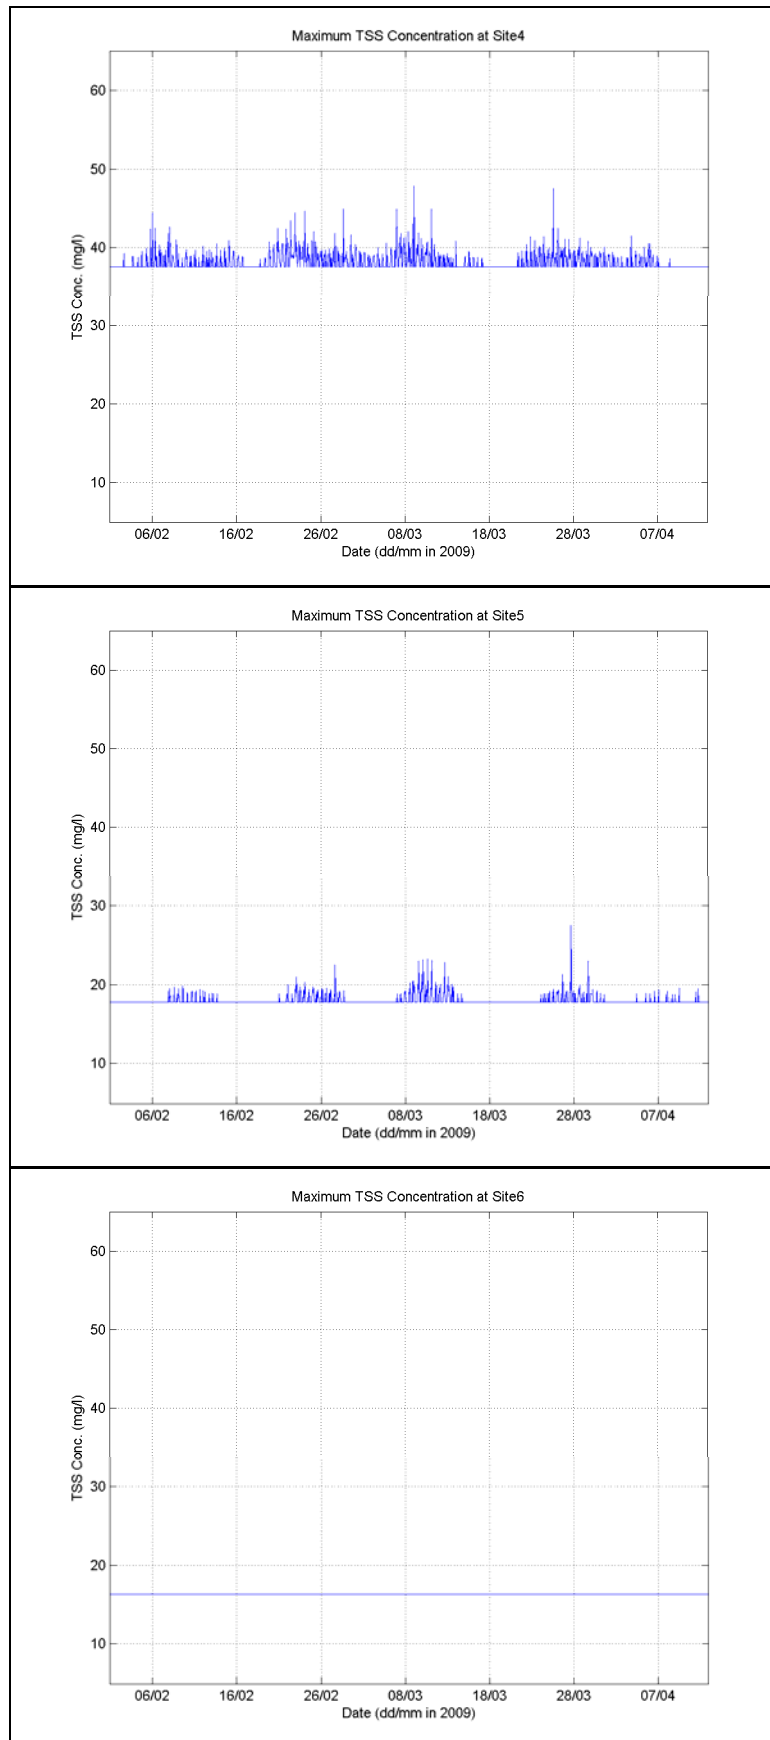 Maximum TSS Concentration at Site4
TSS Conc. (mg/l)
60
50
40
30
20
10
06/02 16/02 26/02 08/03 18/03 28/03 07/04
Date (dd/mm in 2009)
Maximum TSS Concentration at Site5
TSS Conc. (mg/l)
60
50
40
30
20
10
06/02 16/02 26/02 08/03 18/03 28/03 07/04
Date (dd/mm in 2009)
Maximum TSS Concentration at Site6
TSS Conc. (mg/l)
60
50
40
30
20
10
06/02 16/02 26/02 08/03 18/03 28/03 07/04
Date (dd/mm in 2009)